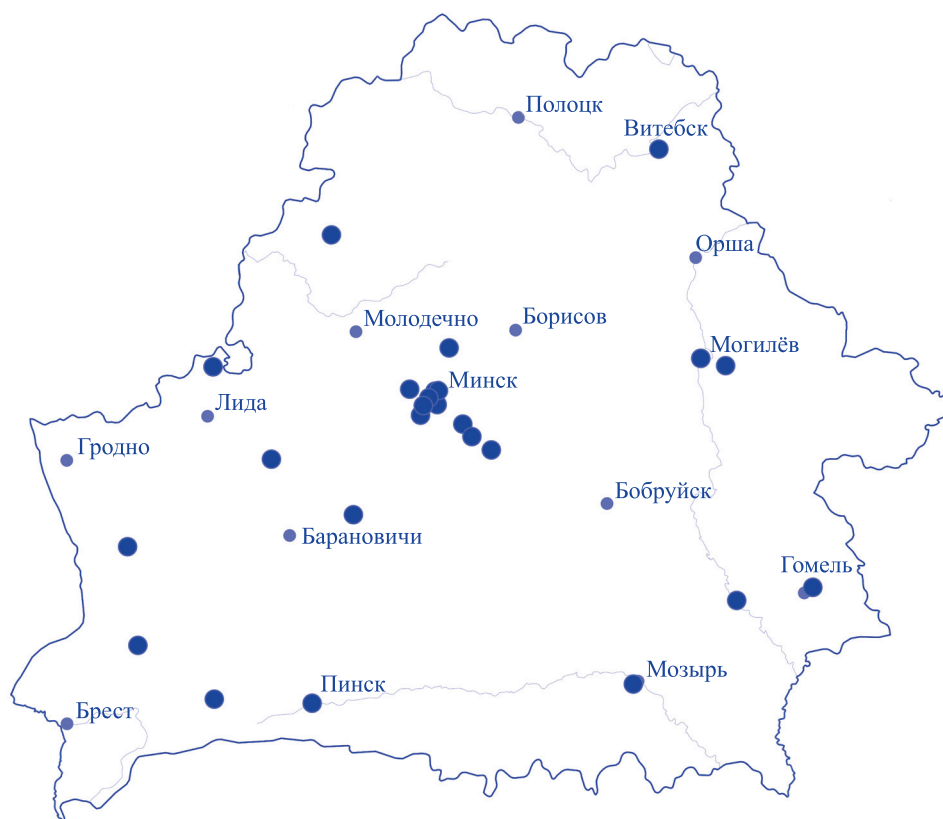 Полоцк
Витебск
Орша
Молодечно
Борисов
Могилёв
Минск
Лида
Гродно
Бобруйск
Барановичи
Гомель
Мозырь
Пинск
Брест